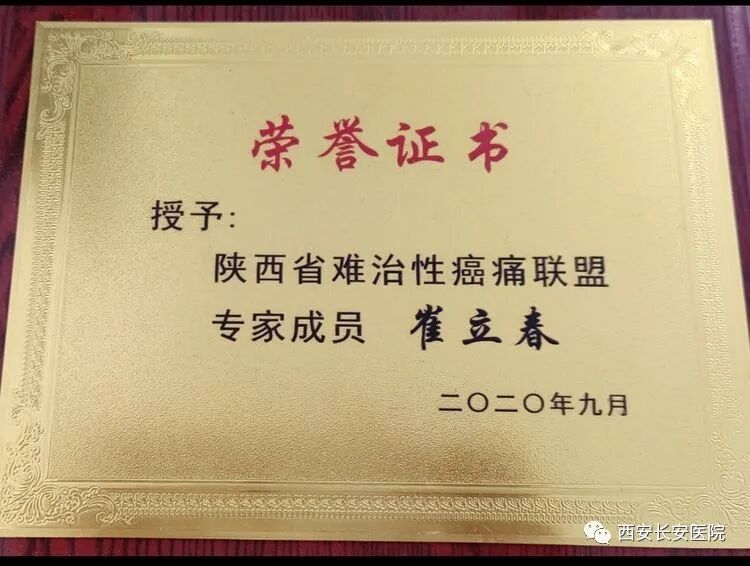 荣誉证书
授予:
陕西省难治性癌痛联盟
专家成员 崔立春
二〇二〇年九月
西安长安医院